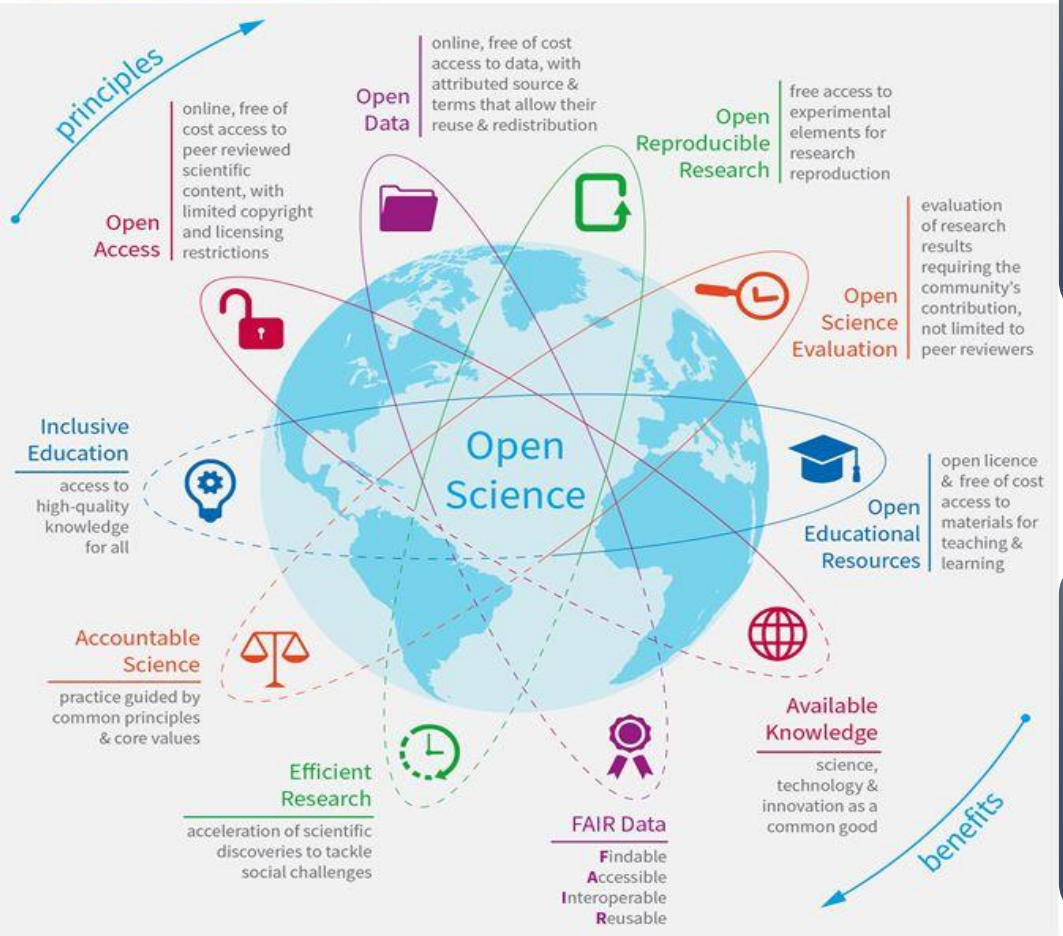 principles
Open
Access
online, free of
cost access to
peer reviewed
scientific
content, with
limited copyright
and licensing
restrictions
Open
Data
online, free of cost
access to data, with
attributed source &
terms that allow their
reuse & redistribution
Open
Reproducible
Research
free access to
experimental
elements for
research
reproduction
Open
Science
Evaluation
evaluation
of research
results
requiring the
community's
contribution,
not limited to
peer reviewers
Open
Science
Open
Educational
Resources
open licence
& free of cost
access to
materials for
teaching &
learning
Inclusive
Education
access to
high-quality
knowledge
for all
Accountable
Science
practice guided by
common principles
& core values
Efficient
Research
acceleration of scientific
discoveries to tackle
social challenges
FAIR Data
Findable
Accessible
Interoperable
Reusable
Available
Knowledge
science,
technology &
innovation as a
common good
benefits